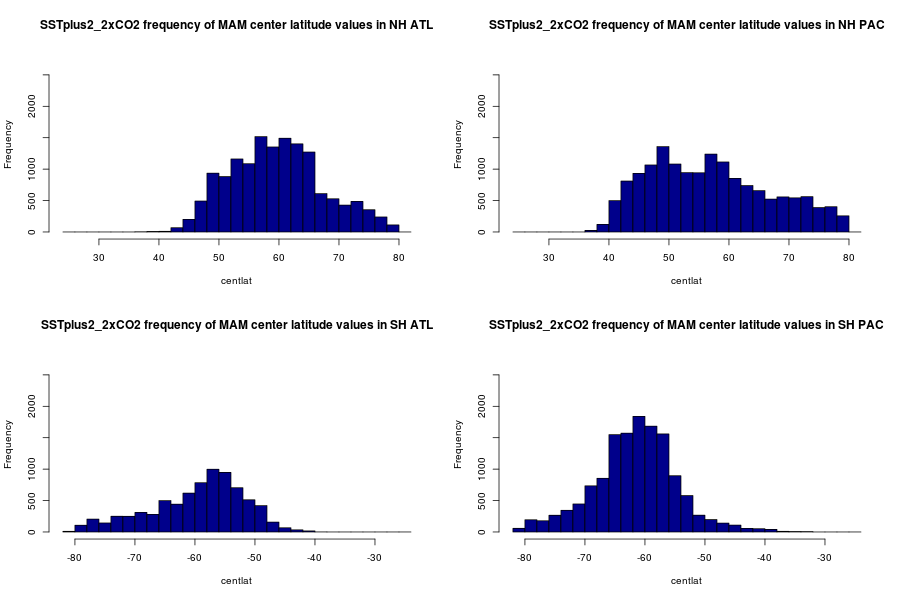 SSTplus2_2xCO2 frequency of MAM center latitude values in NH ATL
Frequency
0 500 1000 2000
30 40 50 60 70 80
centlat
SSTplus2_2xCO2 frequency of MAM center latitude values in NH PAC
Frequency
0 500 1000 2000
30 40 50 60 70 80
centlat
SSTplus2_2xCO2 frequency of MAM center latitude values in SH ATL
Frequency
0 500 1000 2000
-80 -70 -60 -50 -40 -30
centlat
SSTplus2_2xCO2 frequency of MAM center latitude values in SH PAC
Frequency
0 500 1000 2000
-80 -70 -60 -50 -40 -30
centlat